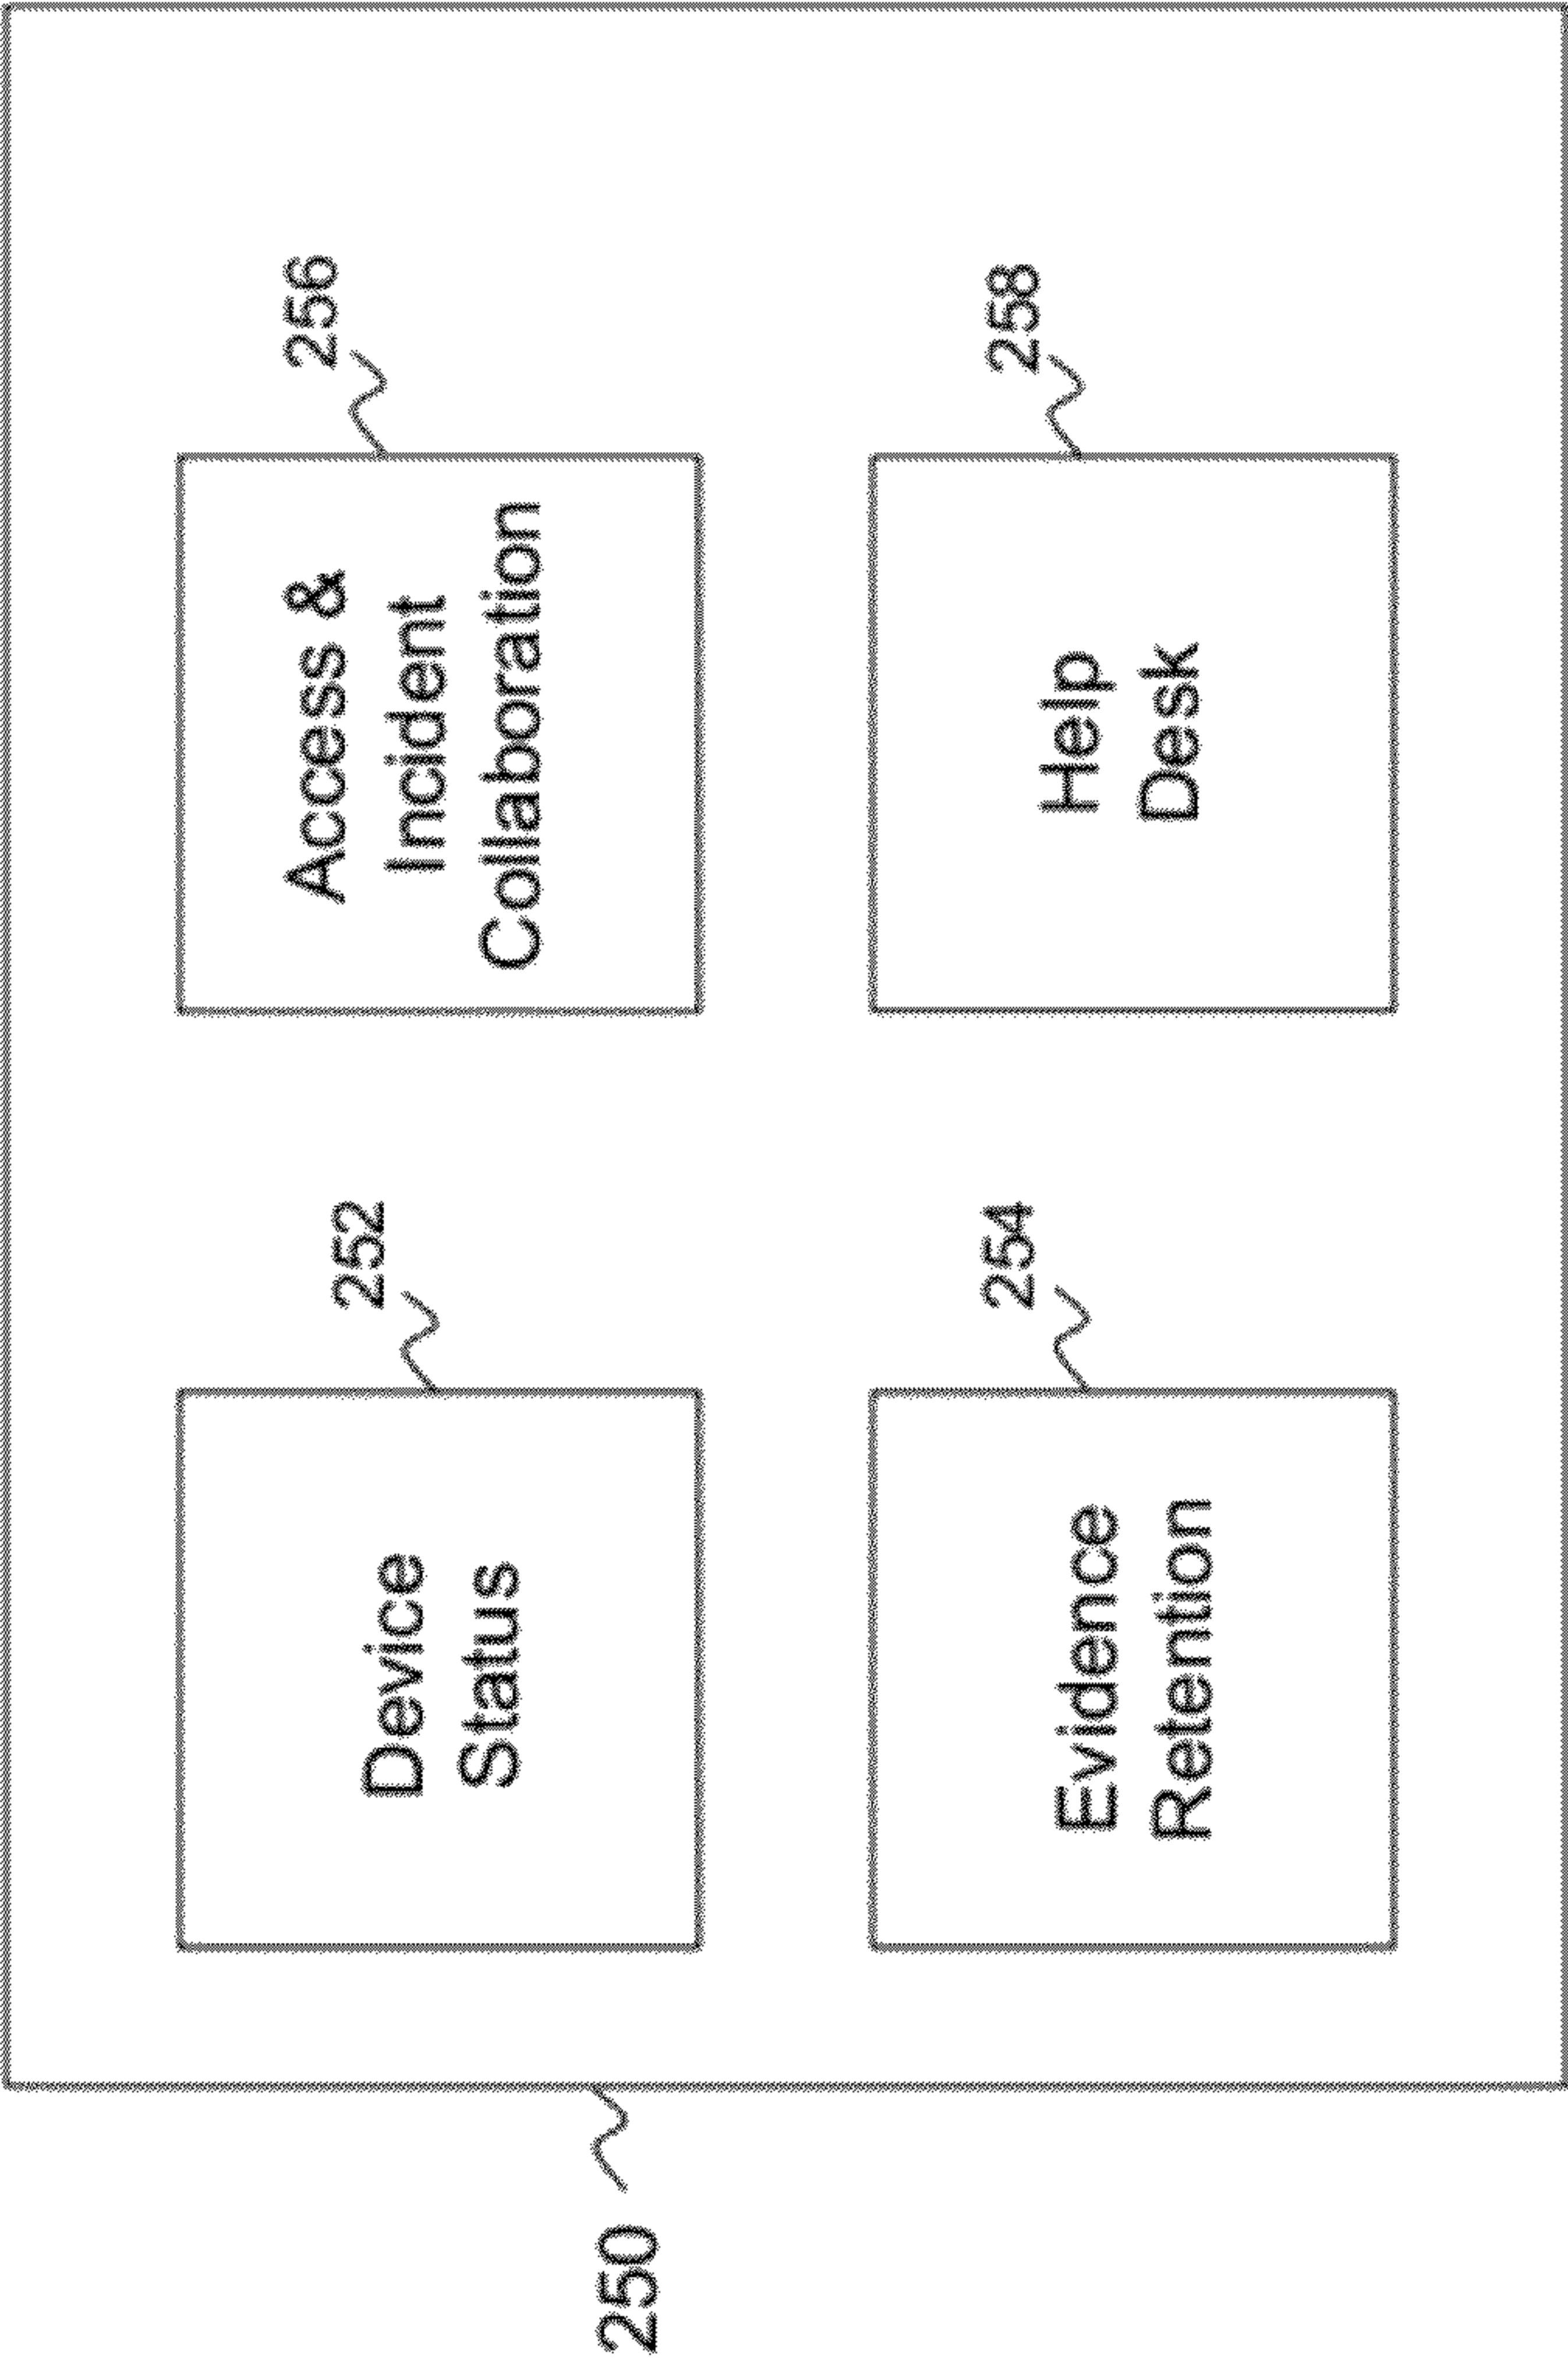 250
Device
Status
252
Access &
Incident
Collaboration
256
Evidence
Retention
254
Help
Desk
258